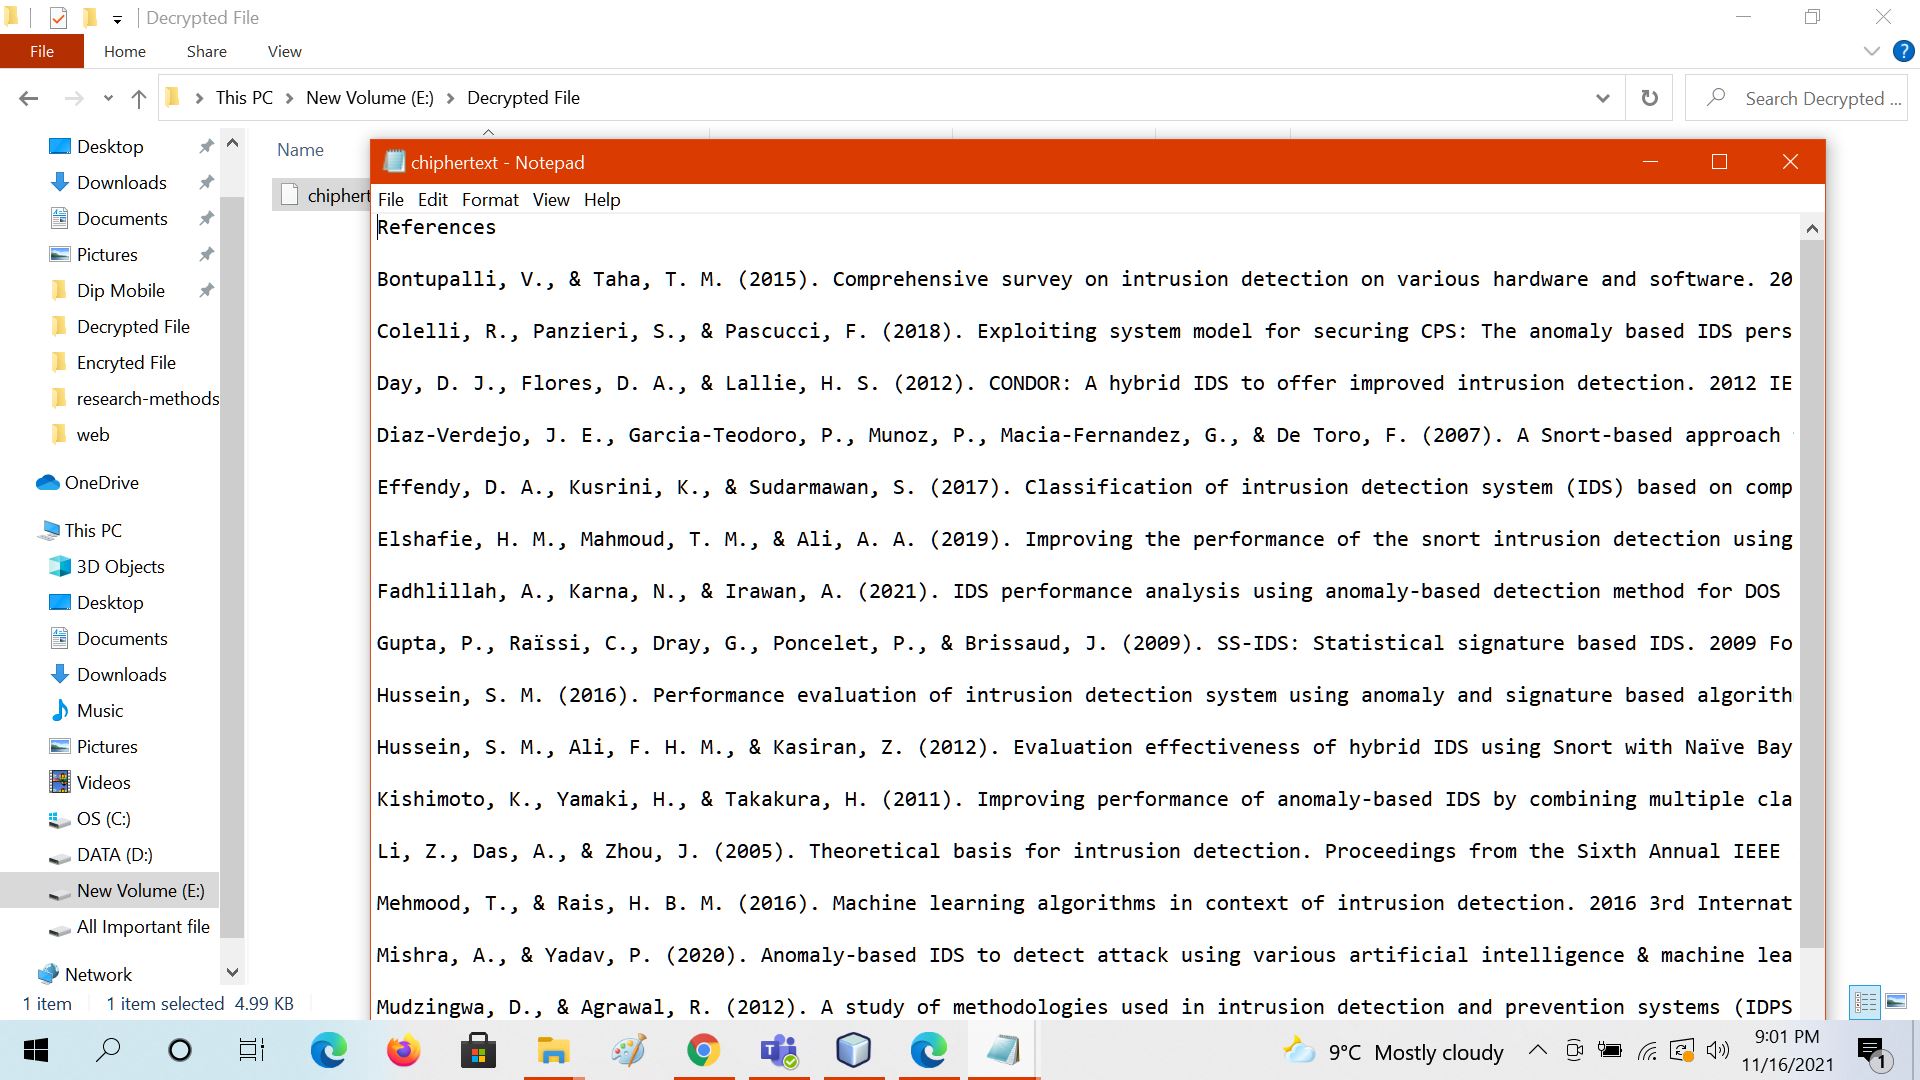 Decrypted File
File Home Share View
This PC New Volume (E:) Decrypted File
Search Decrypted ...
Name
chiphert
Desktop
Downloads
Documents
Pictures
Dip Mobile
Decrypted File
Encryted File
research-methods
web
OneDrive
This PC
3D Objects
Desktop
Documents
Downloads
Music
Pictures
Videos
OS (C:)
DATA (D:)
New Volume (E:)
All Important file
Network
1 item 1 item selected 4.99 KB
chiphertext - Notepad
File Edit Format View Help
References
Bontupalli, V., & Taha, T. M. (2015). Comprehensive survey on intrusion detection on various hardware and software. 20
Colelli, R., Panzieri, S., & Pascucci, F. (2018). Exploiting system model for securing CPS: The anomaly based IDS pers
Day, D. J., Flores, D. A., & Lallie, H. S. (2012). CONDOR: A hybrid IDS to offer improved intrusion detection. 2012 IE
Diaz-Verdejo, J. E., Garcia-Teodoro, P., Munoz, P., Macia-Fernandez, G., & De Toro, F. (2007). A Snort-based approach
Effendy, D. A., Kusrini, K., & Sudarmawan, S. (2017). Classification of intrusion detection system (IDS) based on comp
Elshafie, H. M., Mahmoud, T. M., & Ali, A. A. (2019). Improving the performance of the snort intrusion detection using
Fadhlillah, A., Karna, N., & Irawan, A. (2021). IDS performance analysis using anomaly-based detection method for DOS
Gupta, P., Raïssi, C., Dray, G., Poncelet, P., & Brissaud, J. (2009). SS-IDS: Statistical signature based IDS. 2009 Fo
Hussein, S. M. (2016). Performance evaluation of intrusion detection system using anomaly and signature based algorith
Hussein, S. M., Ali, F. H. M., & Kasiran, Z. (2012). Evaluation effectiveness of hybrid IDS using Snort with Naïve Bay
Kishimoto, K., Yamaki, H., & Takakura, H. (2011). Improving performance of anomaly-based IDS by combining multiple cla
Li, Z., Das, A., & Zhou, J. (2005). Theoretical basis for intrusion detection. Proceedings from the Sixth Annual IEEE
Mehmood, T., & Rais, H. B. M. (2016). Machine learning algorithms in context of intrusion detection. 2016 3rd Internat
Mishra, A., & Yadav, P. (2020). Anomaly-based IDS to detect attack using various artificial intelligence & machine lea
Mudzingwa, D., & Agrawal, R. (2012). A study of methodologies used in intrusion detection and prevention systems (IDPS
9°C Mostly cloudy
9:01 PM
11/16/2021
1